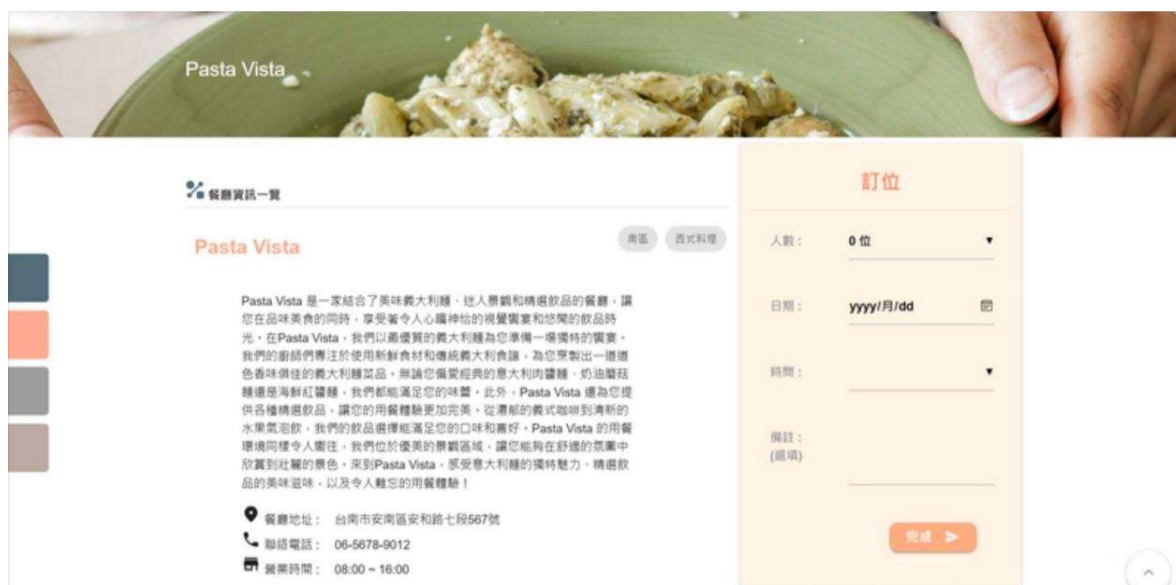 Pasta Vista
餐廳資訊一覽
Pasta Vista
南區
西式料理
Pasta Vista 是一家結合了美味義大利麵、迷人景觀和精選飲品的餐廳，讓
您在品味美食的同時，享受著令人心曠神怡的視覺饗宴和悠閒的飲品時
光。在Pasta Vista，我們以最優質的義大利麵為您準備一場獨特的饗宴。
我們的廚師們專注於使用新鮮食材和傳統義大利食譜，為您烹製出一道道
色香味俱佳的義大利麵菜品。無論您偏愛經典的意大利肉醬麵、奶油蘑菇
麵還是海鮮紅醬麵，我們都能滿足您的味蕾。此外，Pasta Vista 還為您提
供各種精選飲品，讓您的用餐體驗更加完美。從濃郁的義式咖啡到清新的
水果氣泡飲，我們的飲品選擇能滿足您的口味和喜好。Pasta Vista 的用餐
環境同樣令人嚮往，我們位於優美的景觀區域，讓您能夠在舒適的氛圍中
欣賞到壯麗的景色。來到Pasta Vista，感受意大利麵的獨特魅力、精選飲
品的美味滋味，以及令人難忘的用餐體驗！
餐廳地址： 台南市安南區安和路七段567號
聯絡電話： 06-5678-9012
營業時間： 08:00 ~ 16:00
訂位
人數： 0 位
日期： yyyy/月/dd
時間：
備註：
(選填)
完成